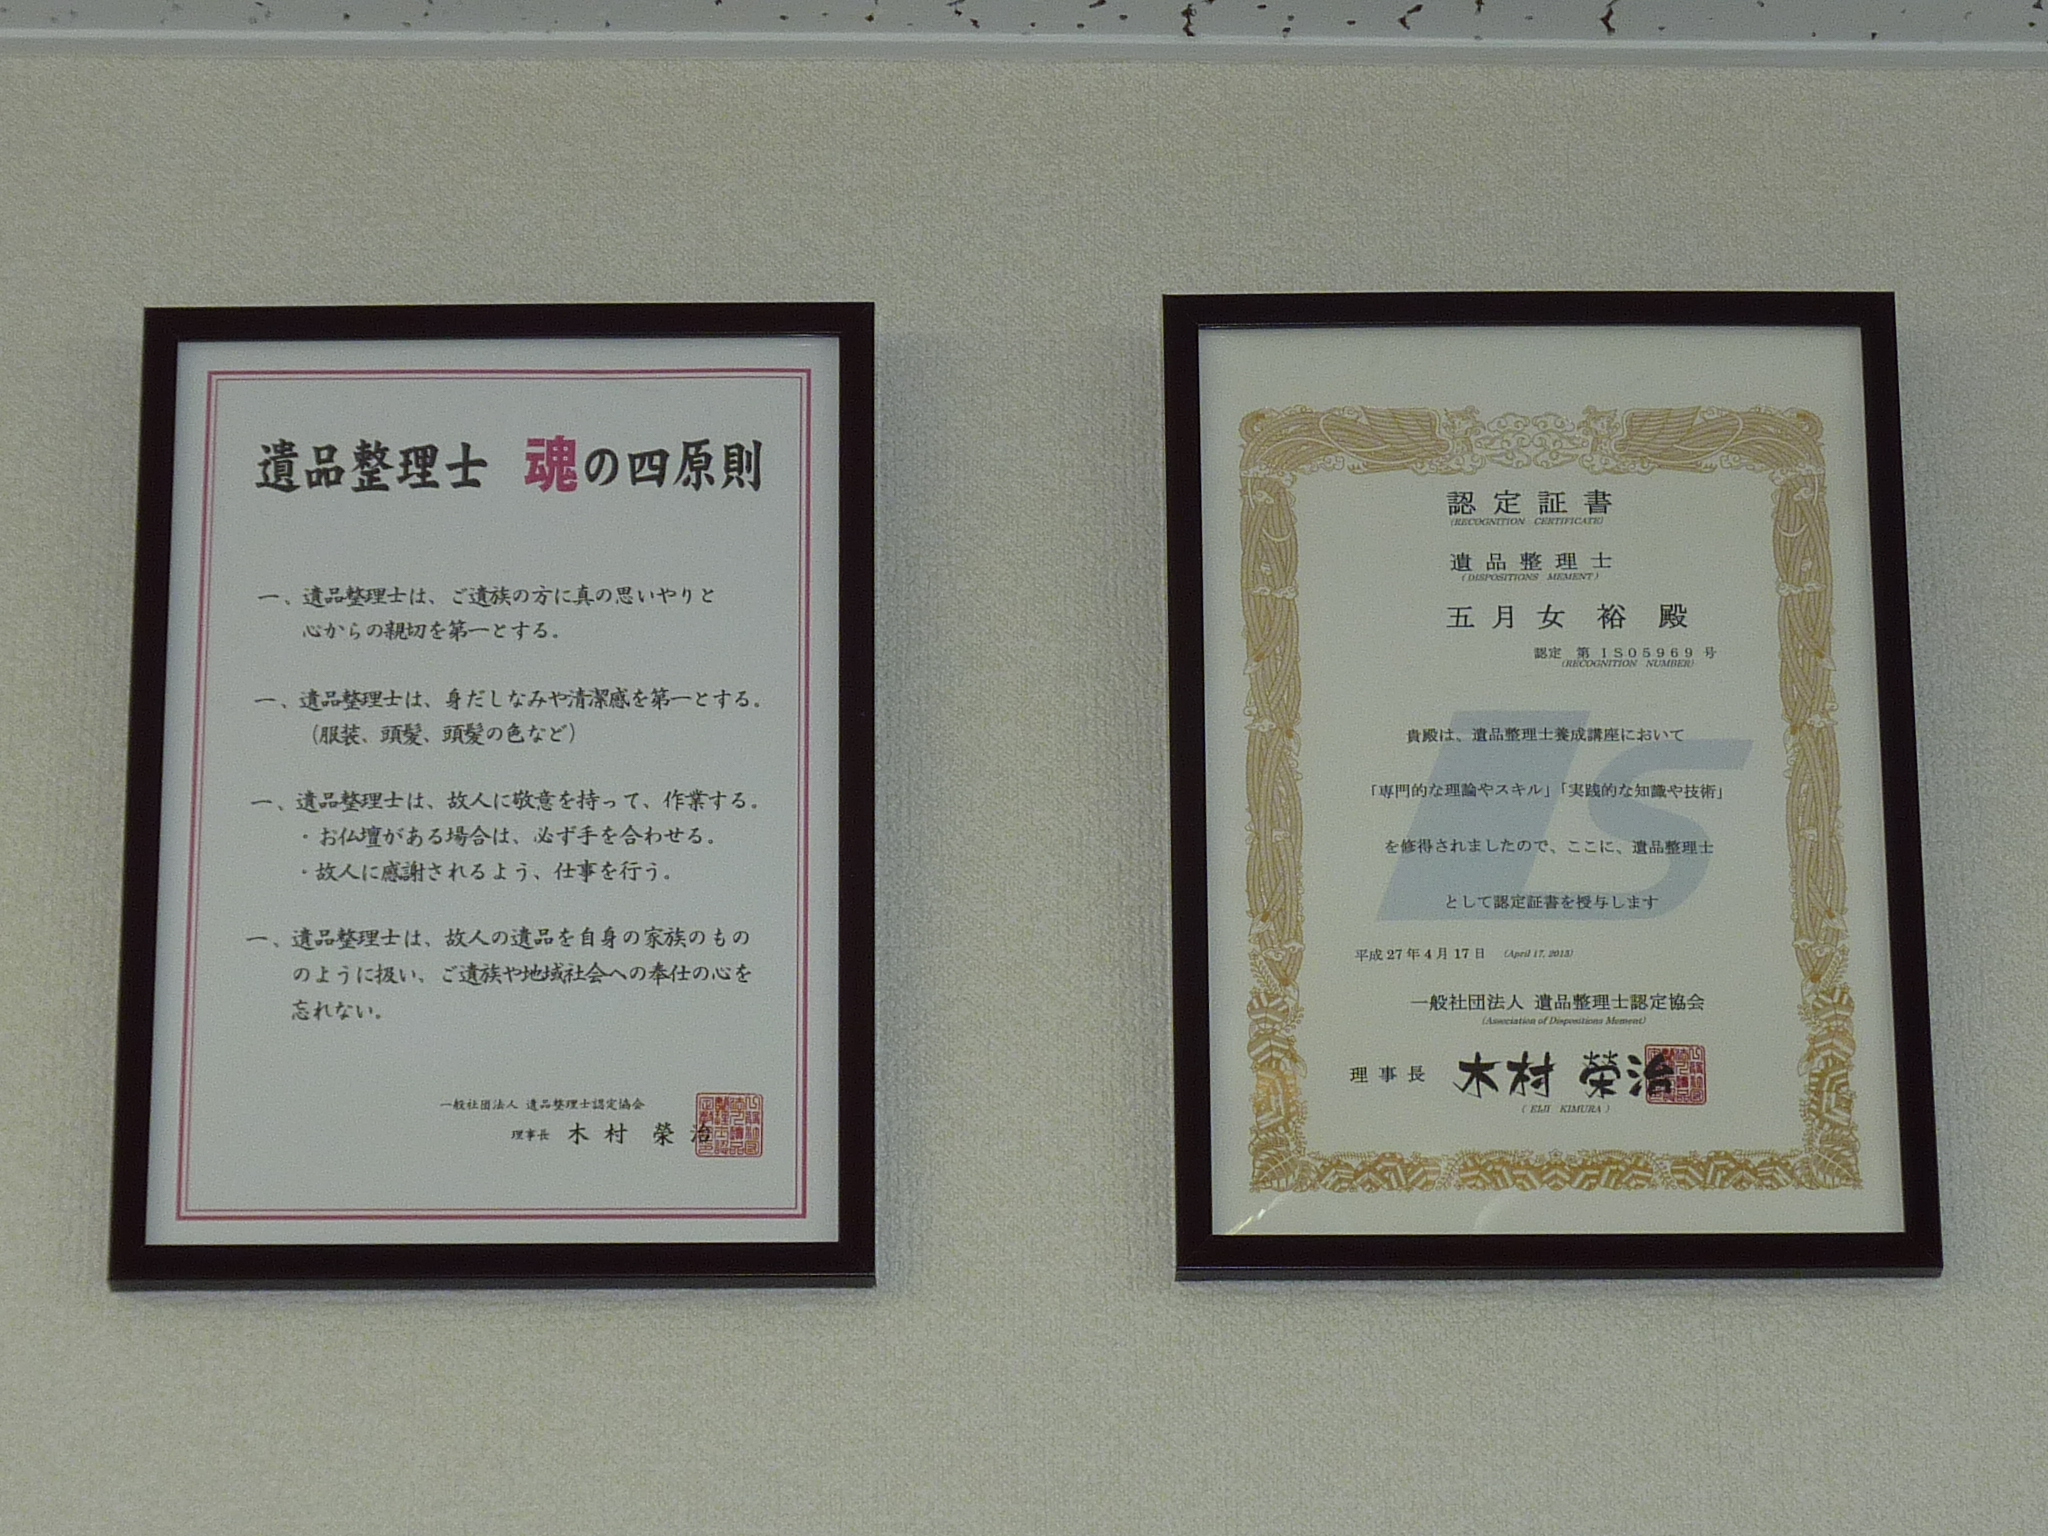 遺品整理士 魂の四原則
一、遺品整理士は、ご遺族の方に真の思いやりと
心からの親切を第一とする。
一、遺品整理士は、身だしなみや清潔感を第一とする。
(服装、頭髪、頭髪の色など)
一、遺品整理士は、故人に敬意を持って、作業する。
・お仏壇がある場合は、必ず手を合わせる。
・故人に感謝されるよう、仕事を行う。
一、遺品整理士は、故人の遺品を自身の家族のもの
のように扱い、ご遺族や地域社会への奉仕の心を
忘れない。
一般社団法人 遺品整理士認定協会
理事長 木村 榮治
認定証書
(RECOGNITION CERTIFICATE)
遺品整理士
(DISPOSITIONS MEMENT)
五月女 裕 殿
認定 第 IS05969 号
(RECOGNITION NUMBER)
IS
貴殿は、遺品整理士養成講座において
「専門的な理論やスキル」「実践的な知識や技術」
を修得されましたので、ここに、遺品整理士
として認定証書を授与します
平成27年4月17日 (April 17, 2015)
一般社団法人 遺品整理士認定協会
(Association of Dispositions Mement)
理事長 木村 榮治
(EIJI KIMURA)